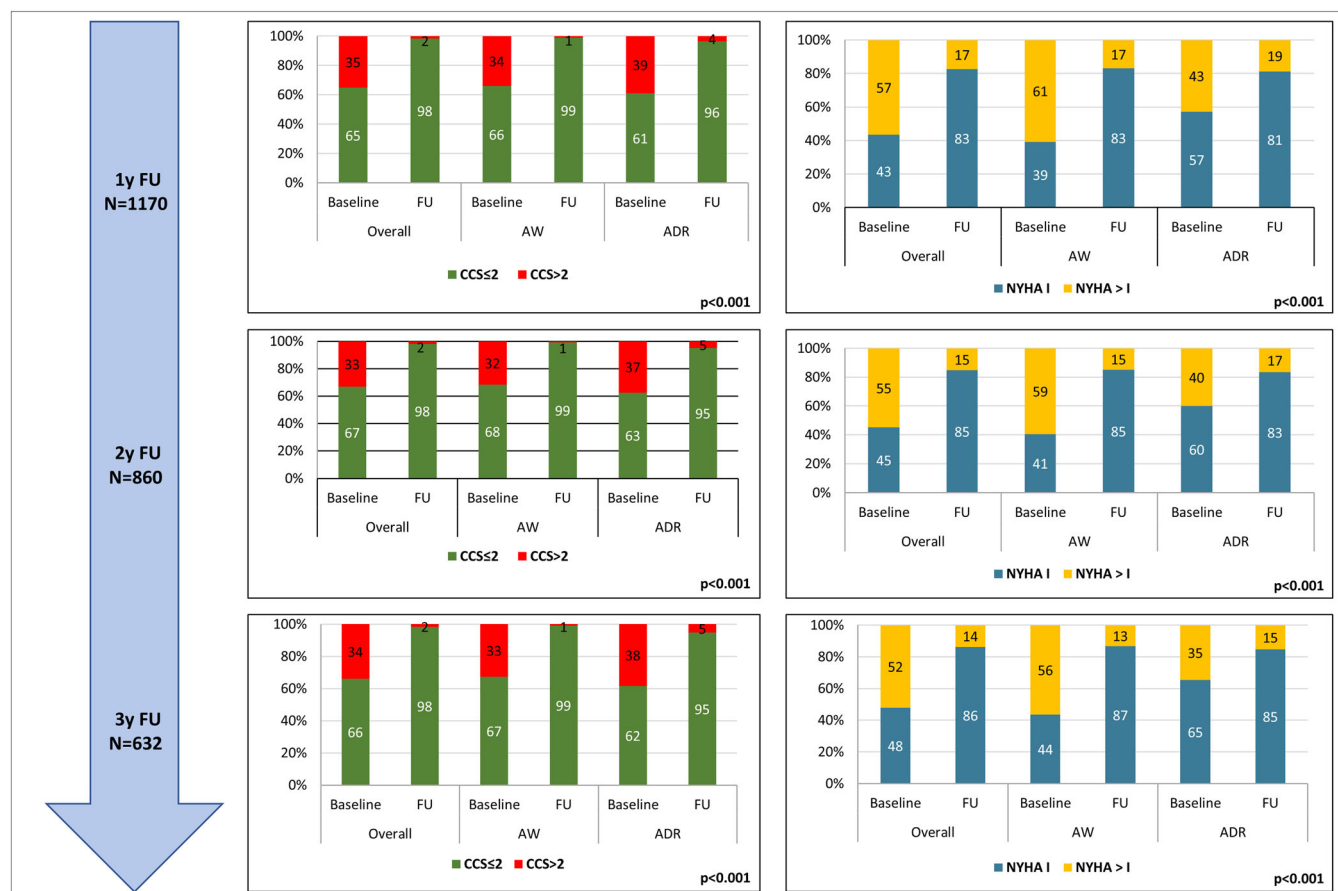 1y FU
N=1170
2y FU
N=860
3y FU
N=632
100%
80%
60%
40%
20%
0%
35 2 34 1 39 4
65 98 66 99 61 96
Baseline FU Baseline FU Baseline FU
Overall AW ADR
CCS≤2 CCS>2
p<0.001
100%
80%
60%
40%
20%
0%
57 17 61 17 43 19
43 83 39 83 57 81
Baseline FU Baseline FU Baseline FU
Overall AW ADR
NYHA I NYHA > I
p<0.001
100%
80%
60%
40%
20%
0%
33 2 32 1 37 5
67 98 68 99 63 95
Baseline FU Baseline FU Baseline FU
Overall AW ADR
CCS≤2 CCS>2
p<0.001
100%
80%
60%
40%
20%
0%
55 15 59 15 40 17
45 85 41 85 60 83
Baseline FU Baseline FU Baseline FU
Overall AW ADR
NYHA I NYHA > I
p<0.001
100%
80%
60%
40%
20%
0%
34 2 33 1 38 5
66 98 67 99 62 95
Baseline FU Baseline FU Baseline FU
Overall AW ADR
CCS≤2 CCS>2
p<0.001
100%
80%
60%
40%
20%
0%
52 14 56 13 35 15
48 86 44 87 65 85
Baseline FU Baseline FU Baseline FU
Overall AW ADR
NYHA I NYHA > I
p<0.001